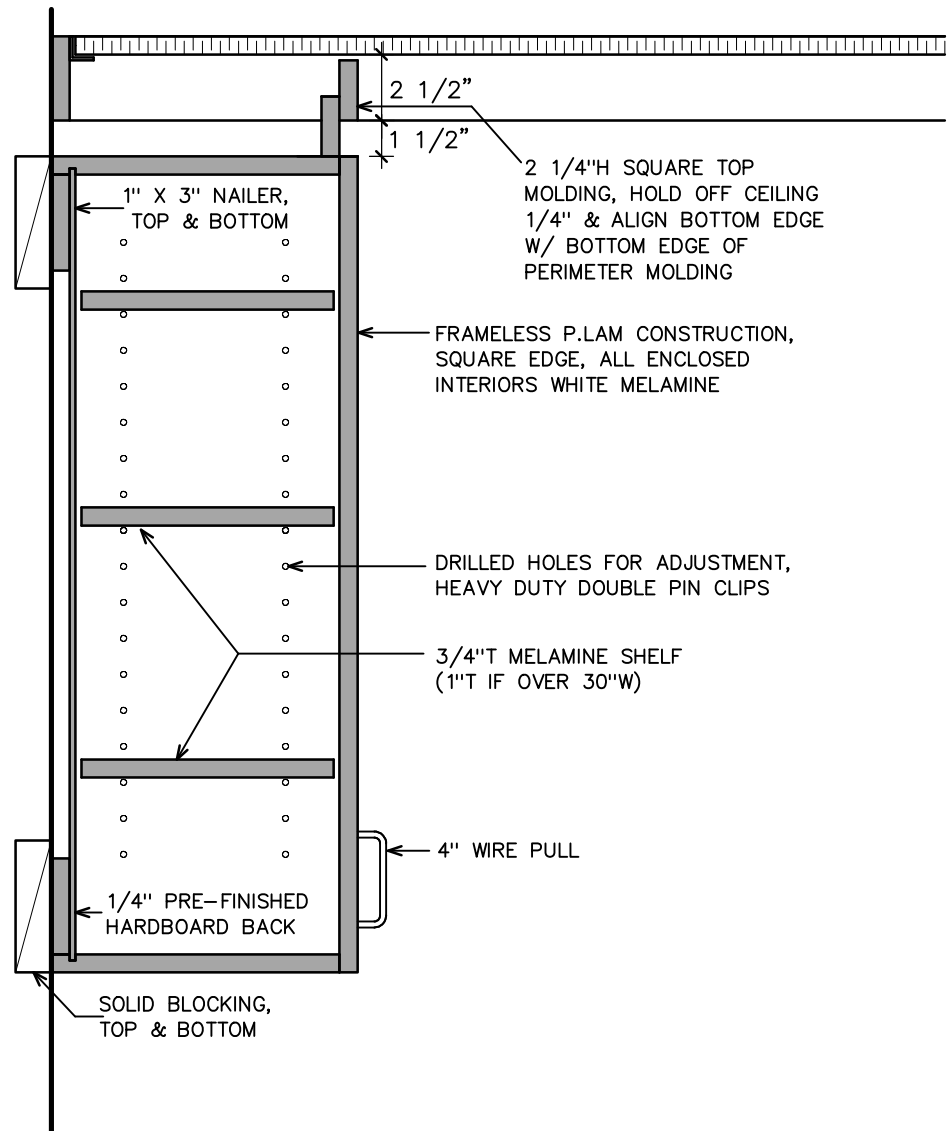 2 1/2”
1 1/2”
2 1/4"H SQUARE TOP
MOLDING, HOLD OFF CEILING
1/4" & ALIGN BOTTOM EDGE
W/ BOTTOM EDGE OF
PERIMETER MOLDING
1" X 3" NAILER,
TOP & BOTTOM
FRAMELESS P.LAM CONSTRUCTION,
SQUARE EDGE, ALL ENCLOSED
INTERIORS WHITE MELAMINE
DRILLED HOLES FOR ADJUSTMENT,
HEAVY DUTY DOUBLE PIN CLIPS
3/4"T MELAMINE SHELF
(1"T IF OVER 30"W)
4" WIRE PULL
1/4" PRE–FINISHED
HARDBOARD BACK
SOLID BLOCKING,
TOP & BOTTOM